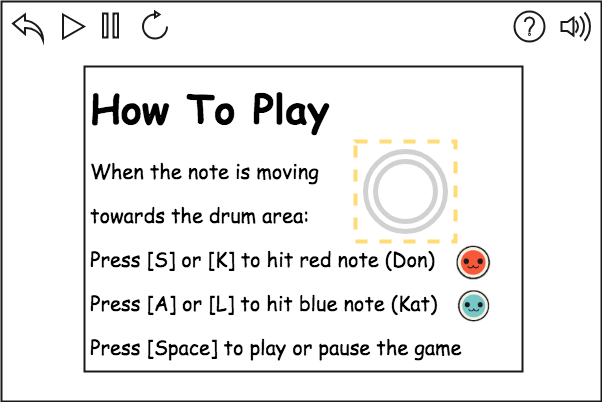 How To Play
When the note is moving
towards the drum area:
Press [S] or [K] to hit red note (Don)
Press [A] or [L] to hit blue note (Kat)
Press [Space] to play or pause the game